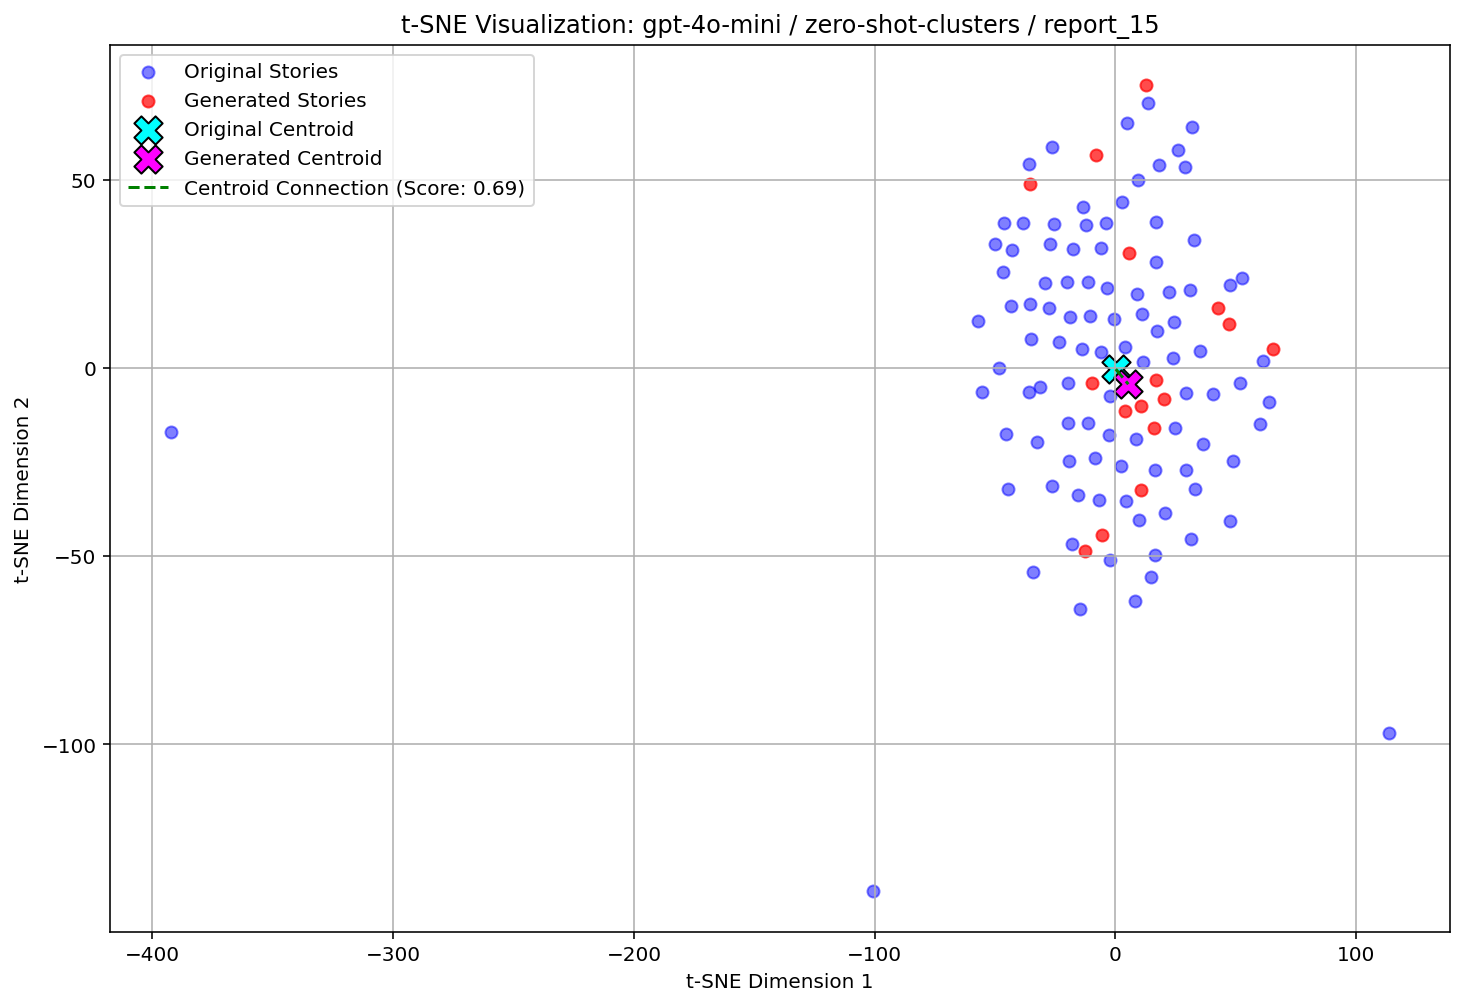 t-SNE Visualization: gpt-4o-mini / zero-shot-clusters / report_15
Original Stories
Generated Stories
Original Centroid
Generated Centroid
Centroid Connection (Score: 0.69)
50
0
−50
−100
t-SNE Dimension 2
−400
−300
−200
−100
0
100
t-SNE Dimension 1